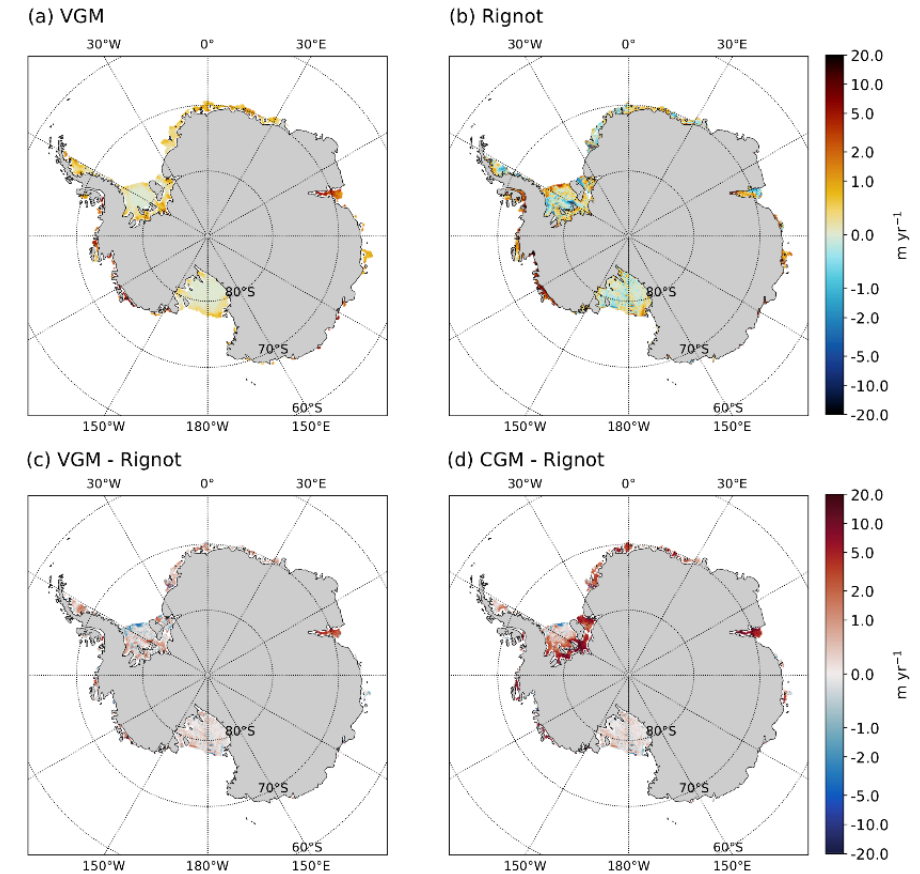 (a) VGM
(b) Rignot
30°W 0° 30°E
30°W 0° 30°E
80°S
70°S
60°S
150°W 180°W 150°E
80°S
70°S
60°S
150°W 180°W 150°E
20.0
10.0
5.0
2.0
1.0
0.0
-1.0
-2.0
-5.0
-10.0
-20.0
m yr⁻¹
(c) VGM - Rignot
(d) CGM - Rignot
30°W 0° 30°E
30°W 0° 30°E
80°S
70°S
60°S
150°W 180°W 150°E
80°S
70°S
60°S
150°W 180°W 150°E
20.0
10.0
5.0
2.0
1.0
0.0
-1.0
-2.0
-5.0
-10.0
-20.0
m yr⁻¹